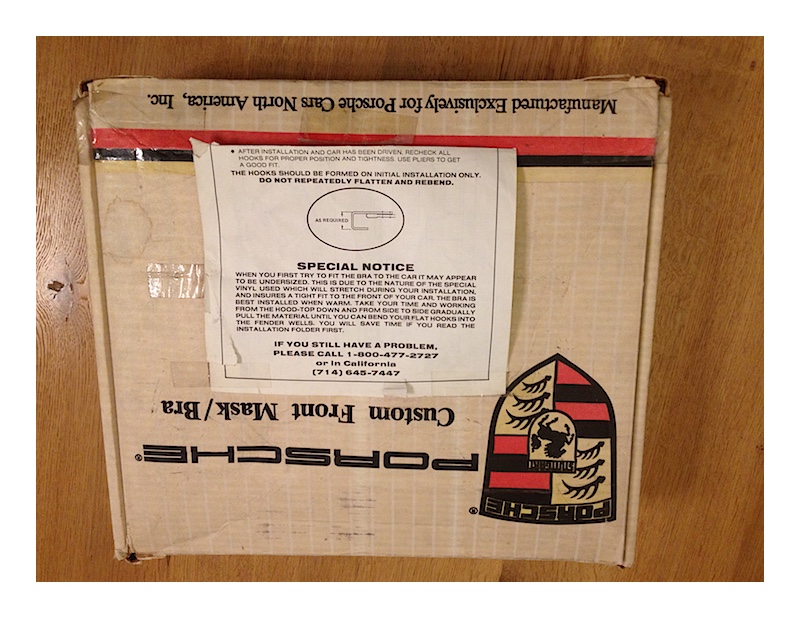 Manufactured Exclusively for Porsche Cars North America, Inc.
• AFTER INSTALLATION AND CAR HAS BEEN DRIVEN, RECHECK ALL
HOOKS FOR PROPER POSITION AND TIGHTNESS. USE PLIERS TO GET
A GOOD FIT.
THE HOOKS SHOULD BE FORMED ON INITIAL INSTALLATION ONLY.
DO NOT REPEATEDLY FLATTEN AND REBEND.
AS REQUIRED
SPECIAL NOTICE
WHEN YOU FIRST TRY TO FIT THE BRA TO THE CAR IT MAY APPEAR
TO BE UNDERSIZED. THIS IS DUE TO THE NATURE OF THE SPECIAL
VINYL USED WHICH WILL STRETCH DURING YOUR INSTALLATION,
AND INSURES A TIGHT FIT TO THE FRONT OF YOUR CAR. THE BRA IS
BEST INSTALLED WHEN WARM. TAKE YOUR TIME AND WORKING
FROM THE HOOD-TOP DOWN AND FROM SIDE TO SIDE GRADUALLY
PULL THE MATERIAL UNTIL YOU CAN BEND YOUR FLAT HOOKS INTO
THE FENDER WELLS. YOU WILL SAVE TIME IF YOU READ THE
INSTALLATION FOLDER FIRST.
IF YOU STILL HAVE A PROBLEM,
PLEASE CALL 1-800-477-2727
or in California
(714) 645-7447
Custom Front Mask/Bra
PORSCHE®
STUTTGART
PORSCHE®